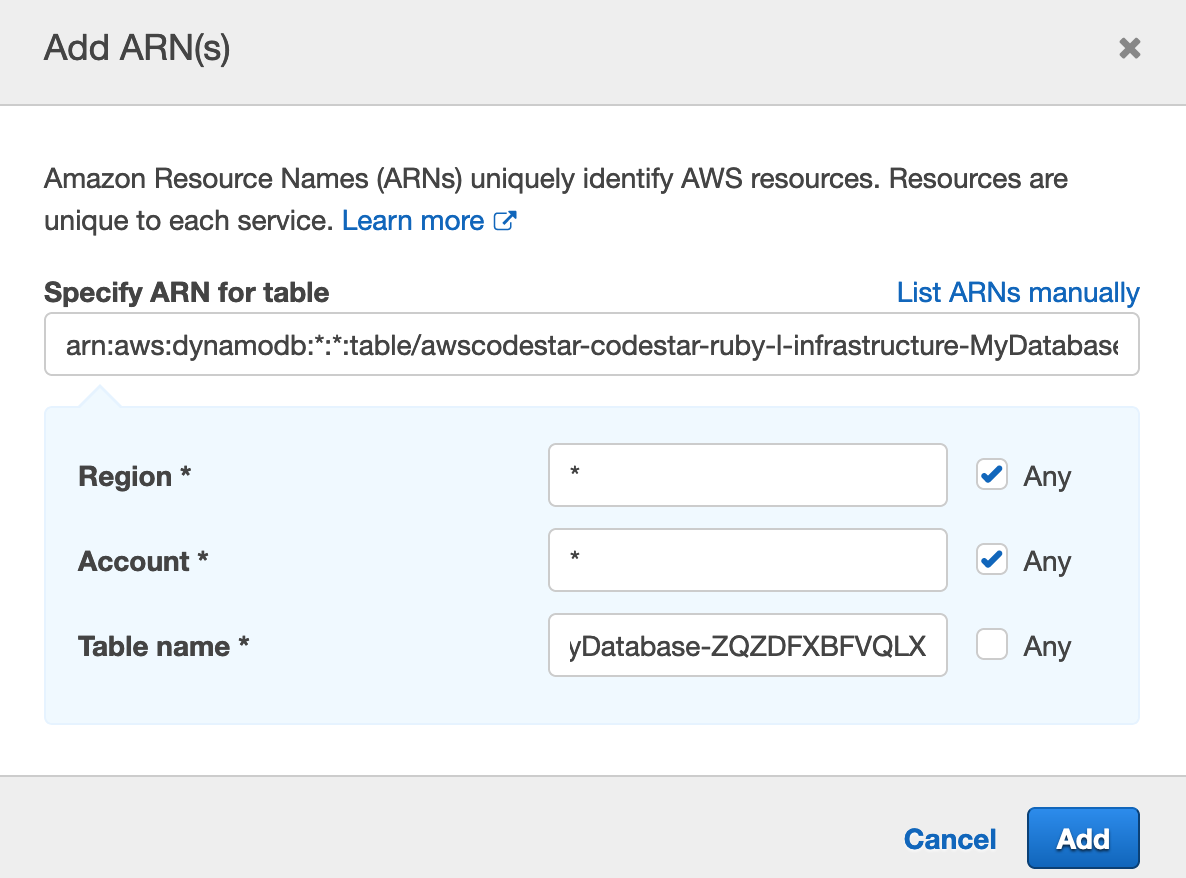 Add ARN(s)
Amazon Resource Names (ARNs) uniquely identify AWS resources. Resources are
unique to each service. Learn more
Specify ARN for table
List ARNs manually
arn:aws:dynamodb:*:*:table/awscodestar-codestar-ruby-l-infrastructure-MyDatabase
Region *
*
Any
Account *
*
Any
Table name *
yDatabase-ZQZDFXBFVQLX
Any
Cancel
Add